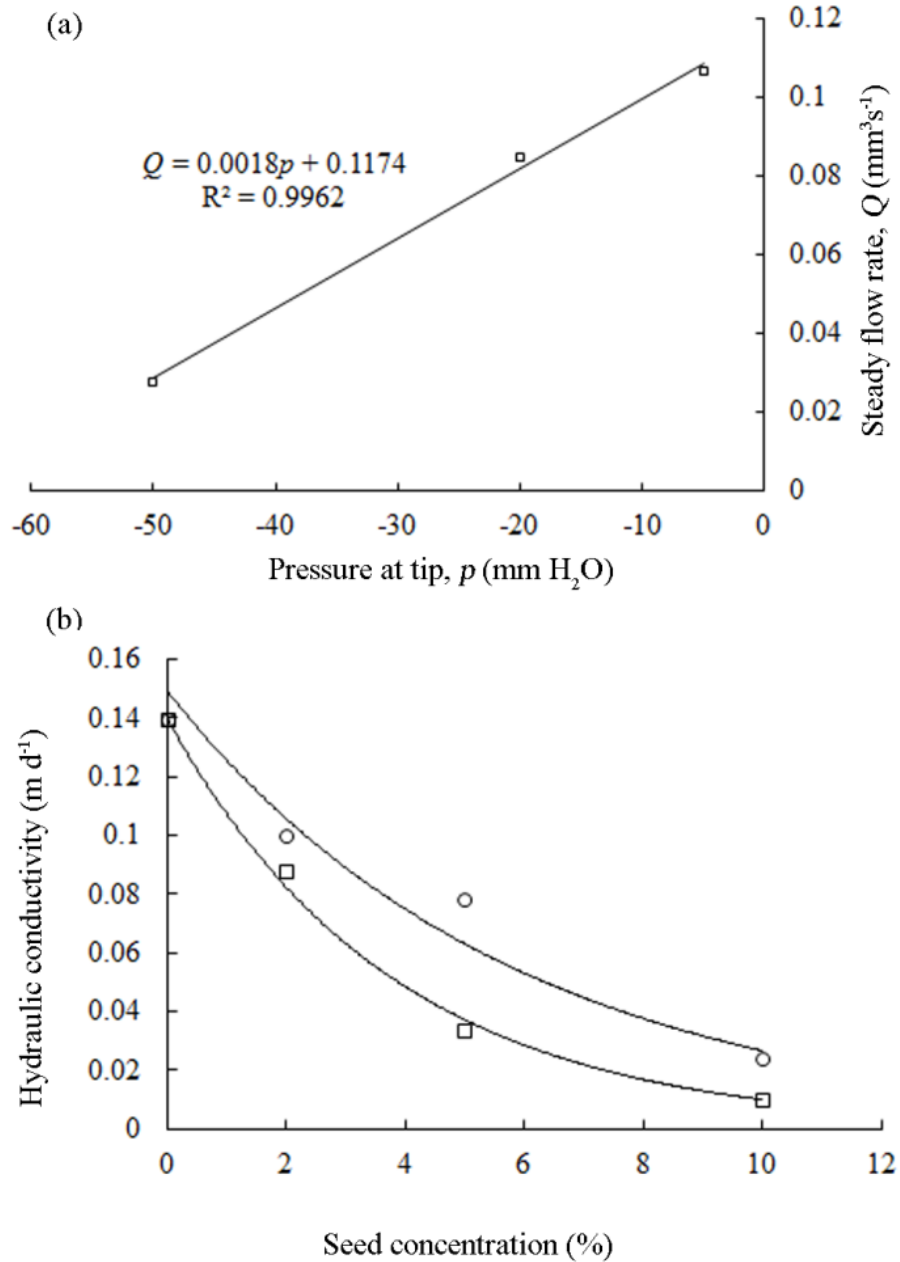 (a)
0.12
0.1
0.08
0.06
0.04
0.02
0
Steady flow rate, Q (mm³s⁻¹)
Q = 0.0018p + 0.1174
R² = 0.9962
-60 -50 -40 -30 -20 -10 0
Pressure at tip, p (mm H₂O)
(b)
0.16
0.14
0.12
0.1
0.08
0.06
0.04
0.02
0
Hydraulic conductivity (m d⁻¹)
0 2 4 6 8 10 12
Seed concentration (%)